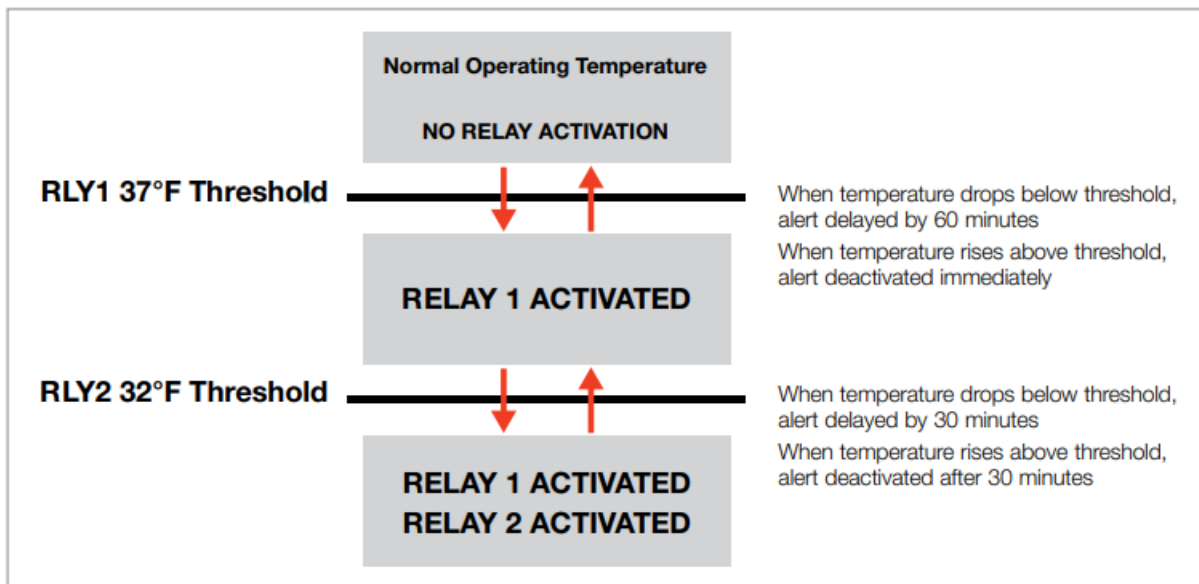 Normal Operating Temperature
NO RELAY ACTIVATION
RLY1 37°F Threshold
When temperature drops below threshold,
alert delayed by 60 minutes
When temperature rises above threshold,
alert deactivated immediately
RELAY 1 ACTIVATED
RLY2 32°F Threshold
When temperature drops below threshold,
alert delayed by 30 minutes
When temperature rises above threshold,
alert deactivated after 30 minutes
RELAY 1 ACTIVATED
RELAY 2 ACTIVATED